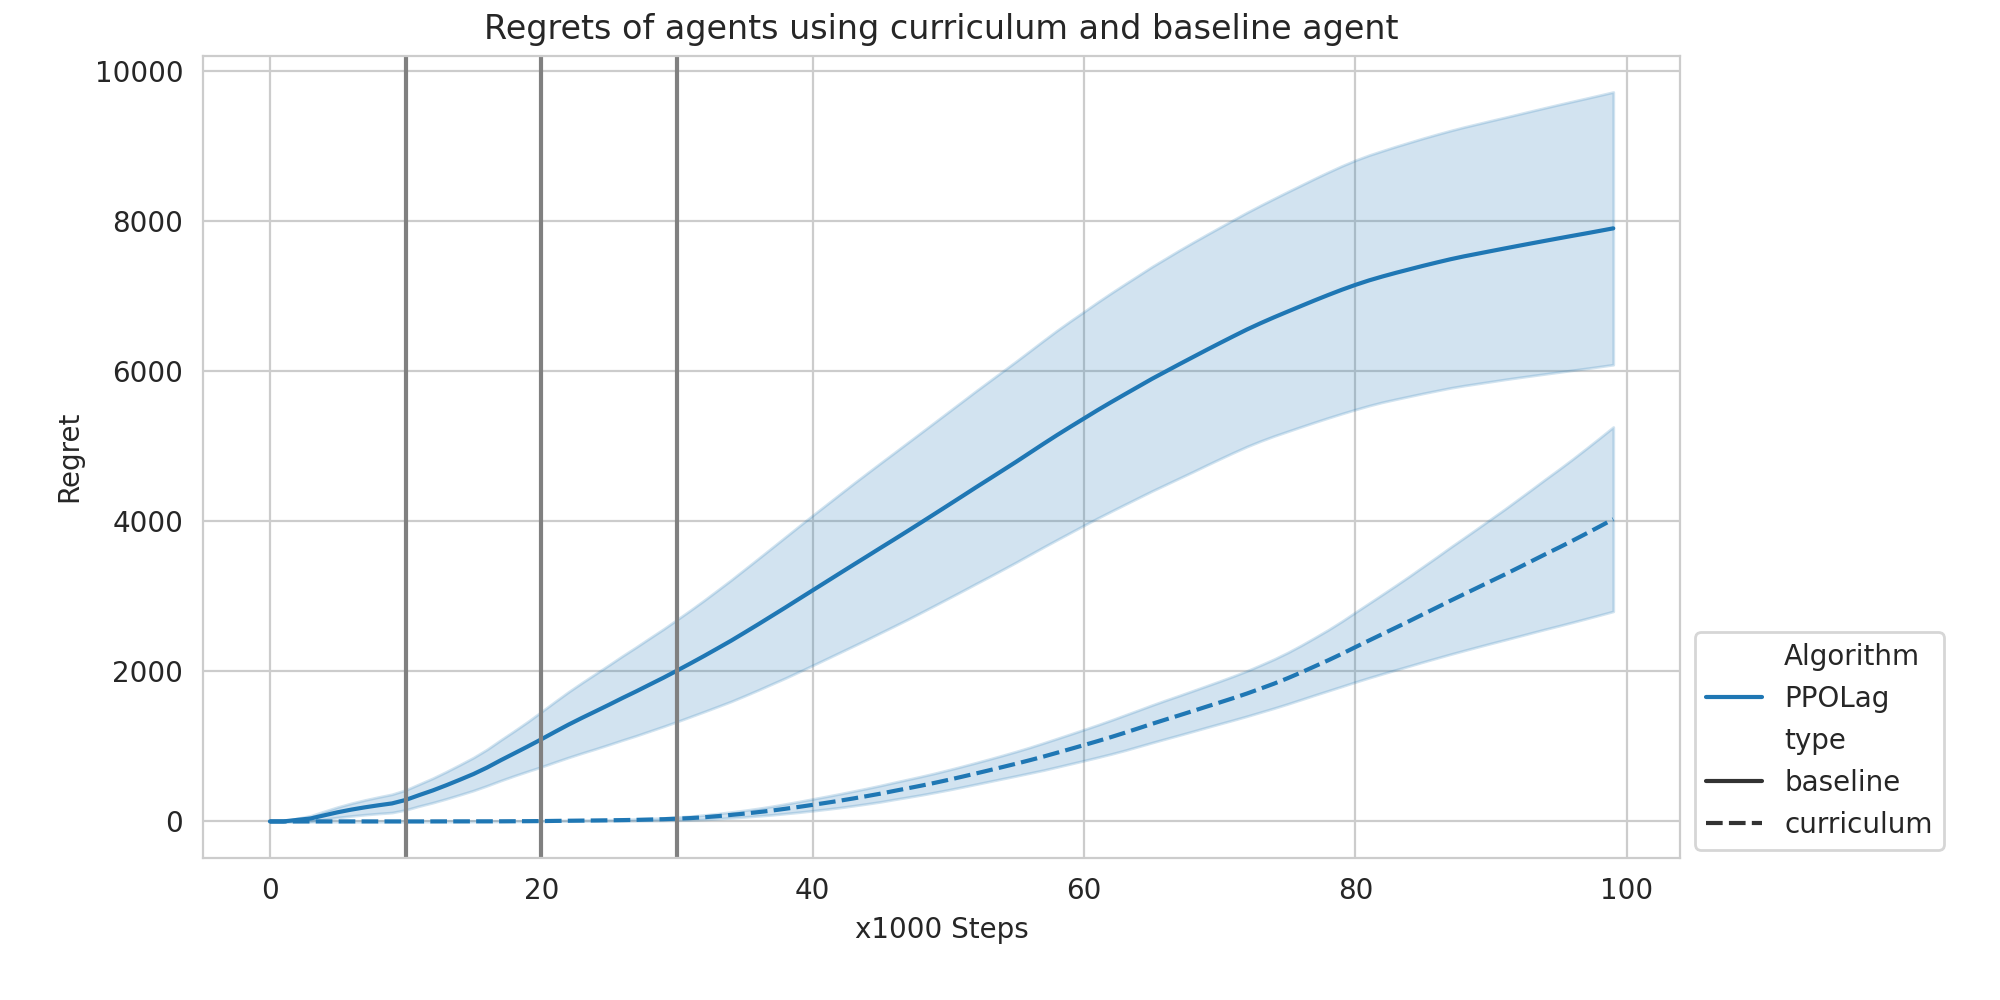 Regrets of agents using curriculum and baseline agent
10000
8000
6000
4000
2000
0
Regret
0 20 40 60 80 100
x1000 Steps
Algorithm
PPOLag
type
baseline
curriculum